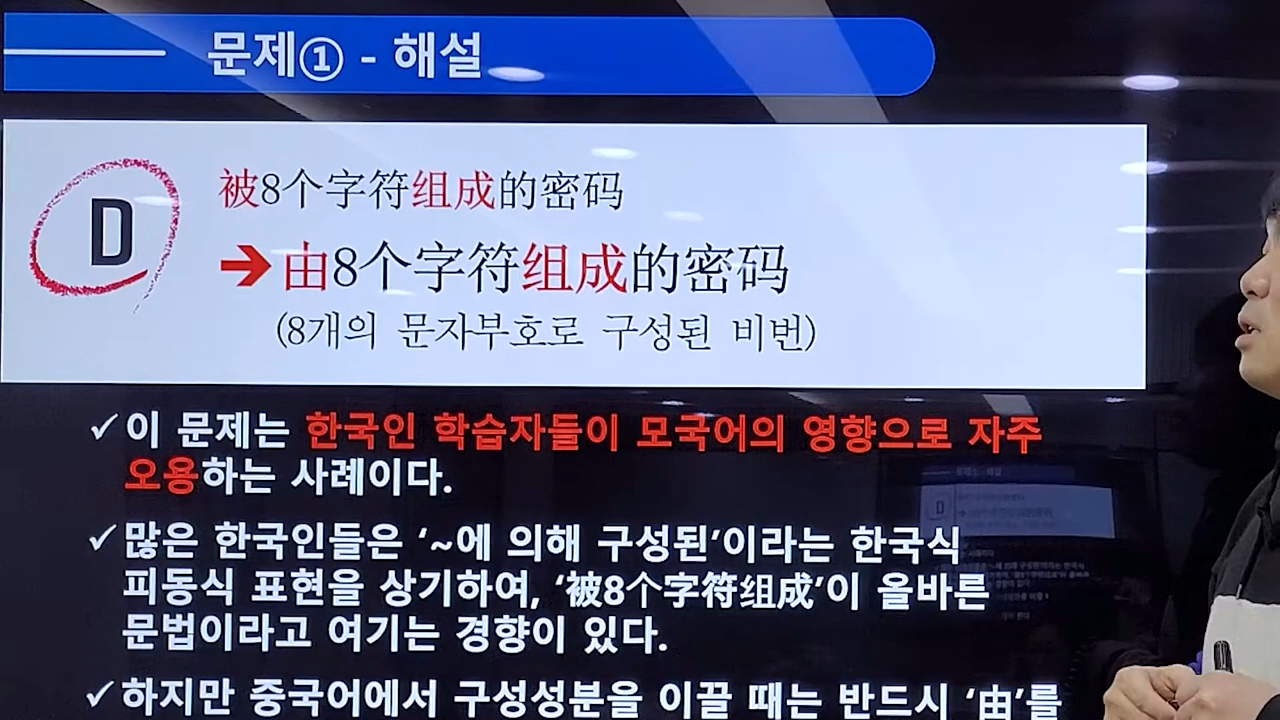 문제① - 해설
D
被8个字符组成的密码
➔由8个字符组成的密码
(8개의 문자부호로 구성된 비번)
✓이 문제는 한국인 학습자들이 모국어의 영향으로 자주
오용하는 사례이다.
✓많은 한국인들은 ‘~에 의해 구성된’이라는 한국식
피동식 표현을 상기하여, ‘被8个字符组成’이 올바른
문법이라고 여기는 경향이 있다.
✓하지만 중국어에서 구성성분을 이끌 때는 반드시 ‘由’를